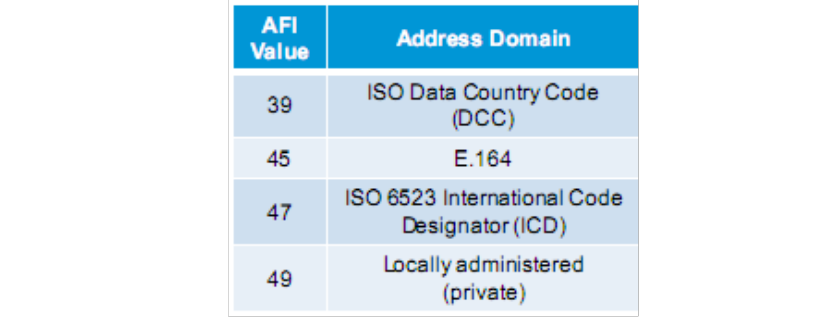 AFI
Value
Address Domain
39
ISO Data Country Code
(DCC)
45
E.164
47
ISO 6523 International Code
Designator (ICD)
49
Locally administered
(private)